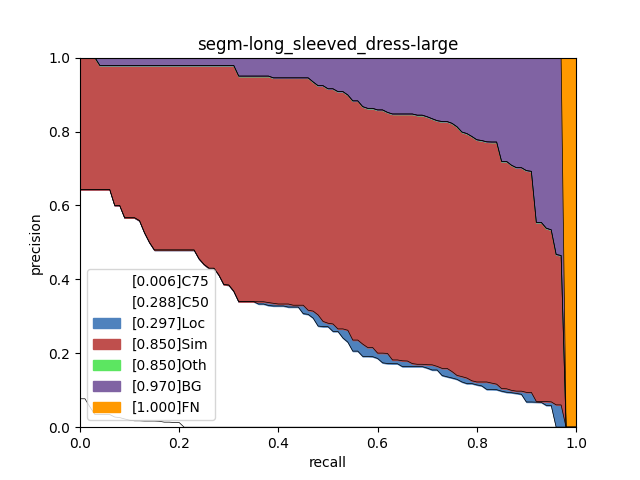 segm-long_sleeved_dress-large
precision
1.0
0.8
0.6
0.4
0.2
0.0
[0.006]C75
[0.288]C50
[0.297]Loc
[0.850]Sim
[0.850]Oth
[0.970]BG
[1.000]FN
0.0 0.2 0.4 0.6 0.8 1.0
recall